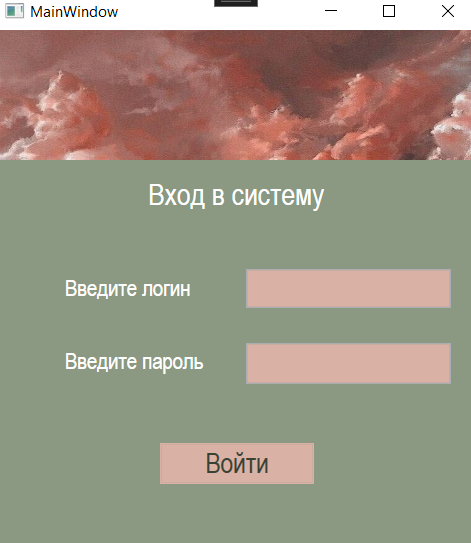 MainWindow
Вход в систему
Введите логин
Введите пароль
Войти